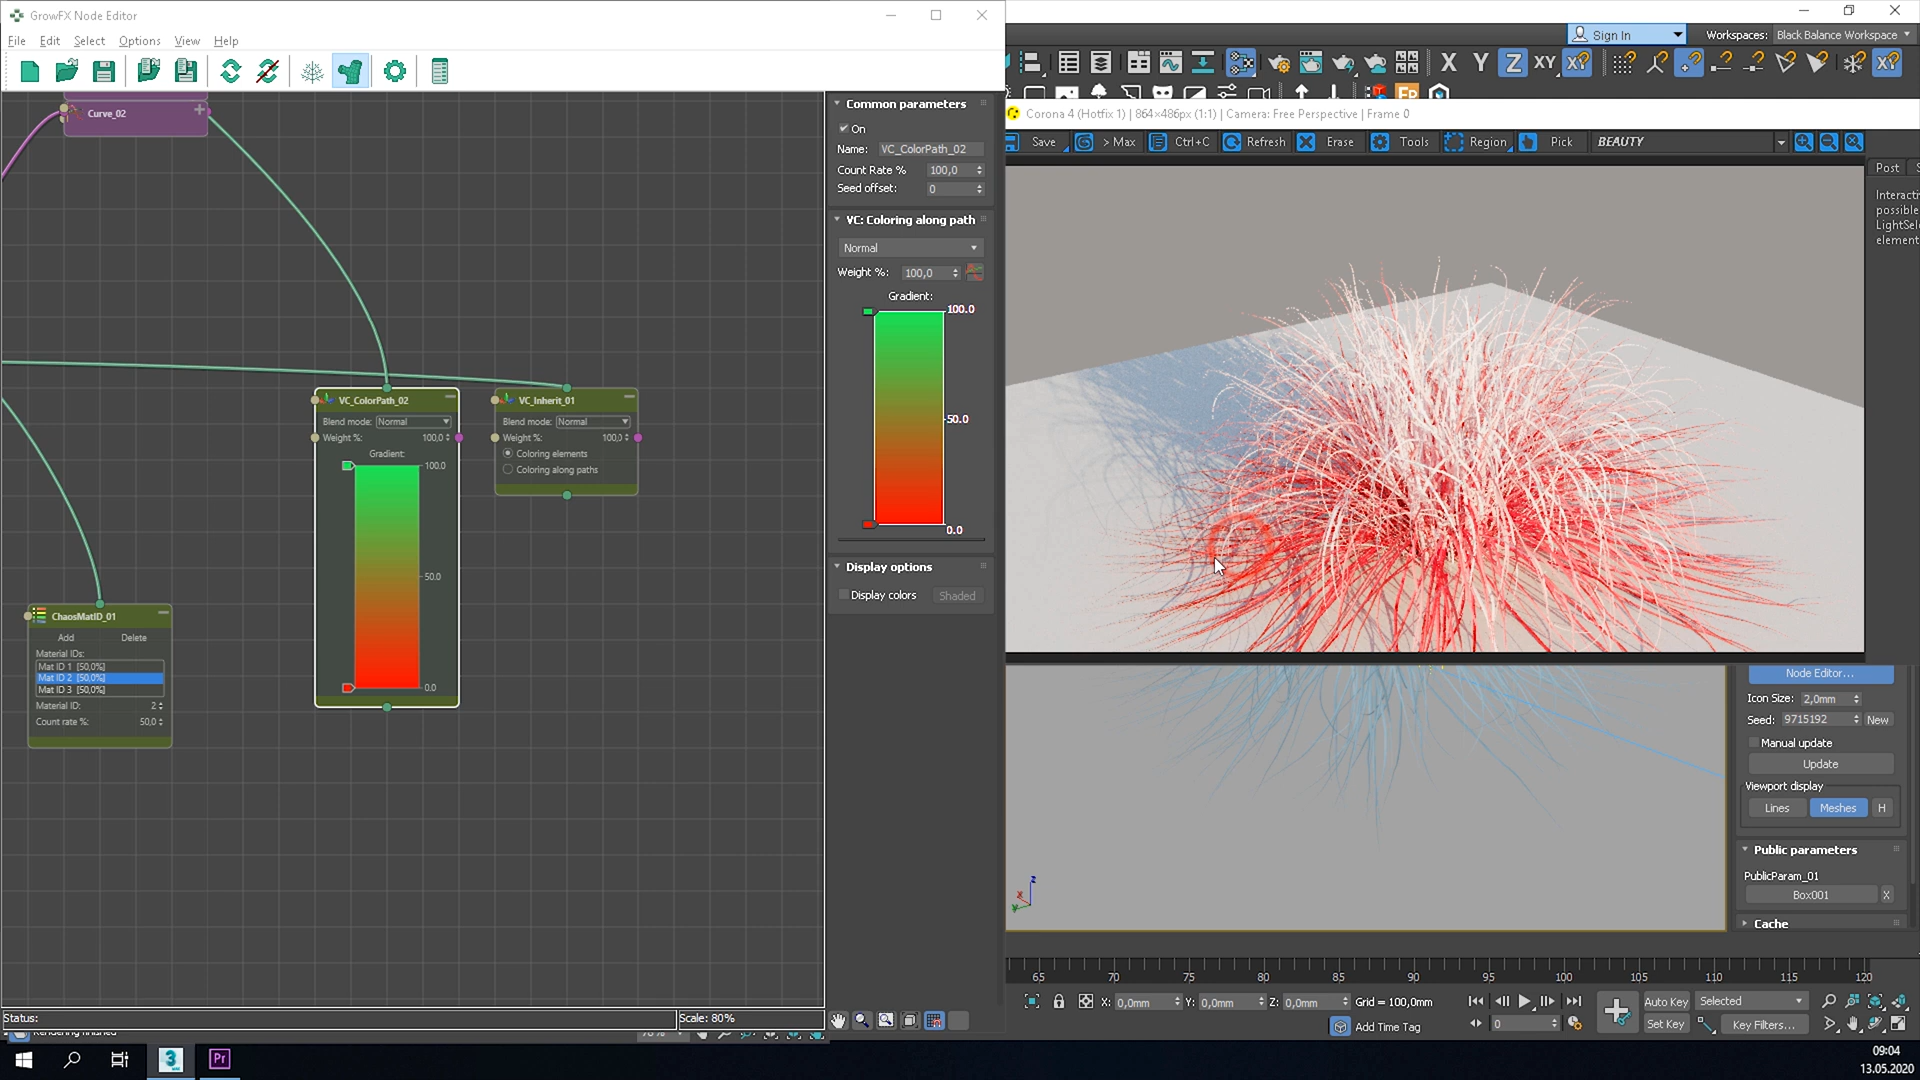 GrowFX Node Editor
File Edit Select Options View Help
Curve_02
VC_ColorPath_02
Blend mode: Normal
Weight %: 100,0
Gradient:
100.0
50.0
0.0
VC_Inherit_01
Blend mode: Normal
Weight %: 100,0
Coloring elements
Coloring along paths
ChaosMatID_01
Add Delete
Material IDs:
Mat ID 1 [50,0%]
Mat ID 2 [50,0%]
Mat ID 3 [50,0%]
Material ID: 2
Count rate %: 50,0
Status:
Scale: 80%
Common parameters
On
Name: VC_ColorPath_02
Count Rate % 100,0
Seed offset: 0
VC: Coloring along path
Normal
Weight %: 100,0
Gradient:
100.0
50.0
0.0
Display options
Display colors Shaded
Sign In
Workspaces: Black Balance Workspace
X Y Z XY XY XY
Corona 4 (Hotfix 1) | 864×486px (1:1) | Camera: Free Perspective | Frame 0
Save > Max Ctrl+C Refresh Erase Tools Region Pick BEAUTY
Post
possible
element
Node Editor...
Icon Size: 2,0mm
Seed: 9715192 New
Manual update
Update
Viewport display
Lines Meshes H
Public parameters
PublicParam_01
Box001 X
Cache
65 70 75 80 85 90 95 100 105 110 115 120
X: 0,0mm Y: 0,0mm Z: 0,0mm Grid = 100,0mm
Add Time Tag
0
Auto Key Selected
Set Key Key Filters...
09:04
13.05.2020
3
Pr